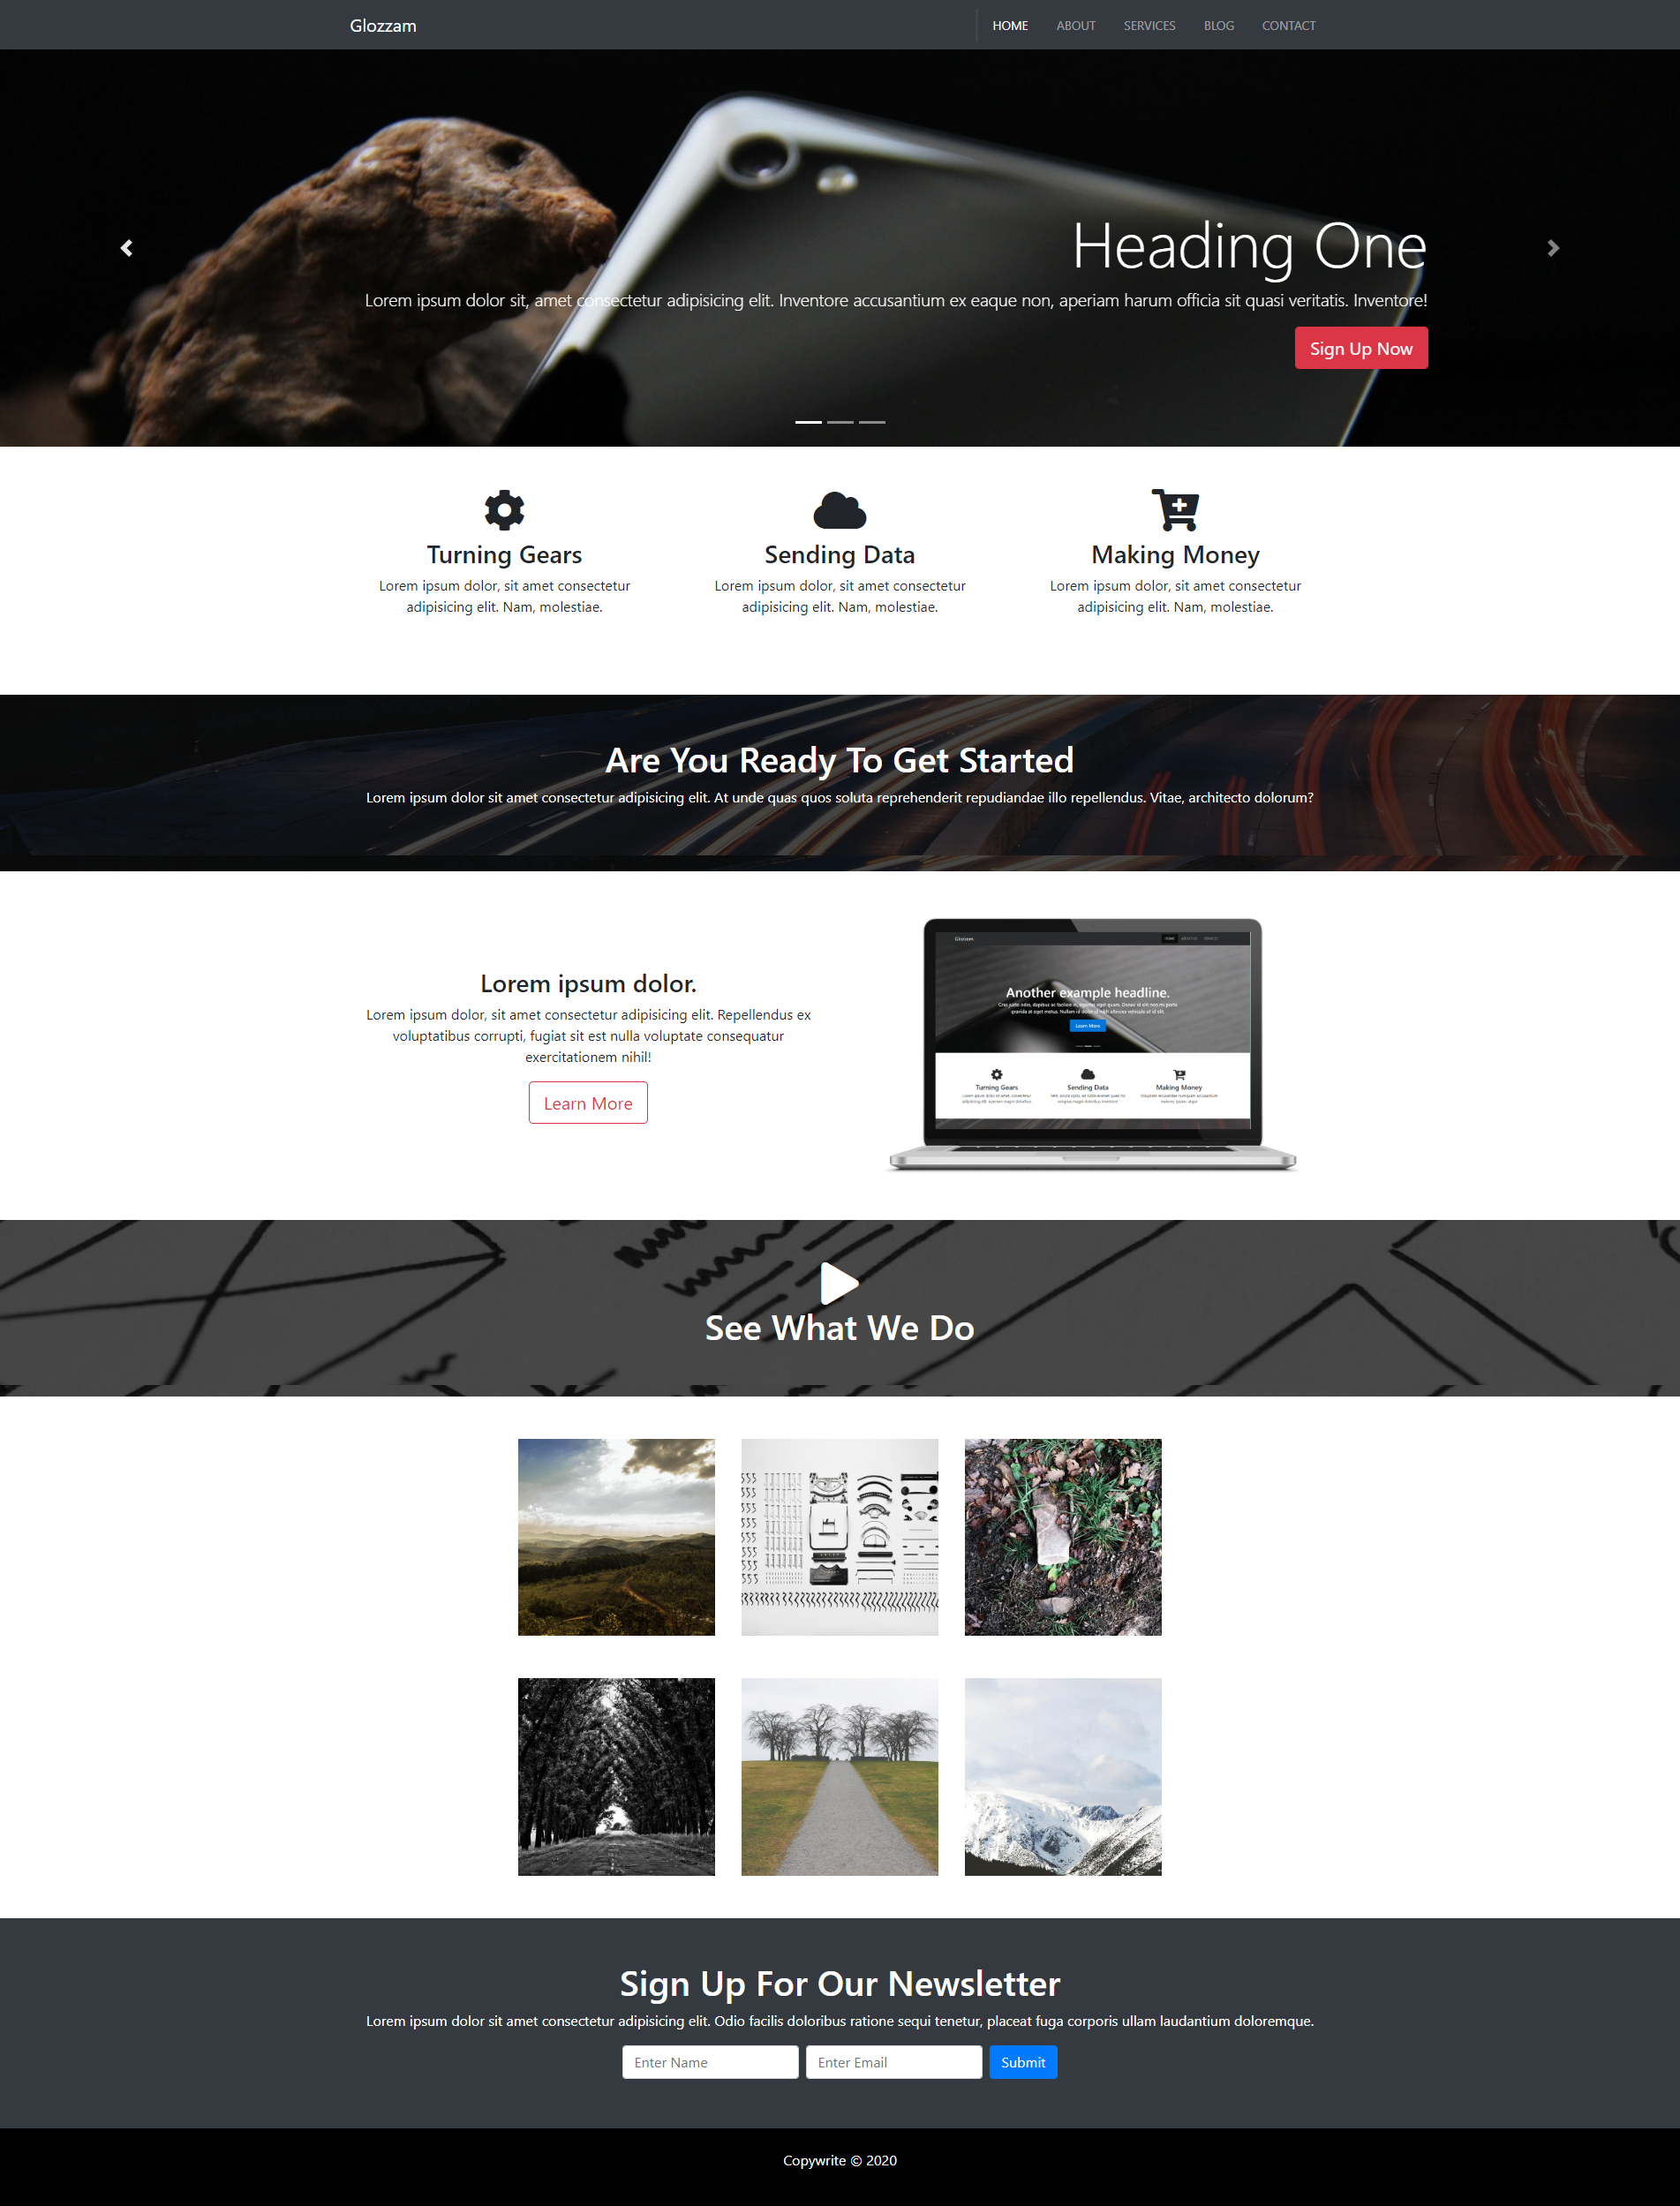 Glozzam
HOME ABOUT SERVICES BLOG CONTACT
Heading One
Lorem ipsum dolor sit, amet consectetur adipisicing elit. Inventore accusantium ex eaque non, aperiam harum officia sit quasi veritatis. Inventore!
Sign Up Now
Turning Gears
Lorem ipsum dolor, sit amet consectetur
adipisicing elit. Nam, molestiae.
Sending Data
Lorem ipsum dolor, sit amet consectetur
adipisicing elit. Nam, molestiae.
Making Money
Lorem ipsum dolor, sit amet consectetur
adipisicing elit. Nam, molestiae.
Are You Ready To Get Started
Lorem ipsum dolor sit amet consectetur adipisicing elit. At unde quas quos soluta reprehenderit repudiandae illo repellendus. Vitae, architecto dolorum?
Lorem ipsum dolor.
Lorem ipsum dolor, sit amet consectetur adipisicing elit. Repellendus ex
voluptatibus corrupti, fugiat sit est nulla voluptate consequatur
exercitationem nihil!
Learn More
Glozzam
HOME ABOUT US SERVICES
Another example headline.
Learn More
Turning Gears
Sending Data
Making Money
See What We Do
Sign Up For Our Newsletter
Lorem ipsum dolor sit amet consectetur adipisicing elit. Odio facilis doloribus ratione sequi tenetur, placeat fuga corporis ullam laudantium doloremque.
Enter Name
Enter Email
Submit
Copywrite © 2020